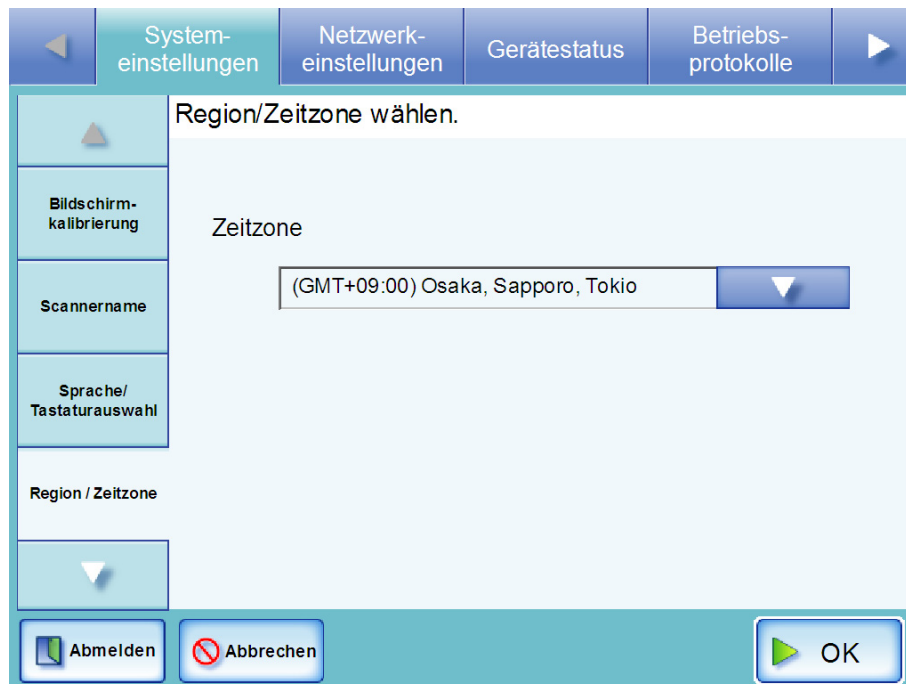 System-
einstellungen
Netzwerk-
einstellungen
Gerätestatus
Betriebs-
protokolle
Region/Zeitzone wählen.
Bildschirm-
kalibrierung
Scannername
Sprache/
Tastaturauswahl
Region / Zeitzone
Zeitzone
(GMT+09:00) Osaka, Sapporo, Tokio
Abmelden
Abbrechen
OK